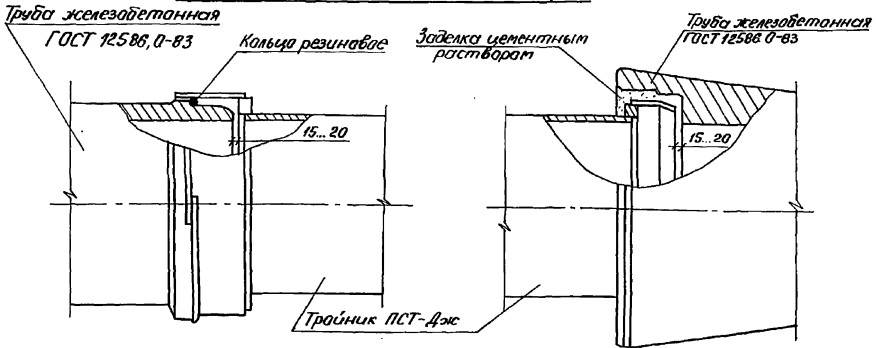 Труба железобетонная
ГОСТ 12586.0-83
Кольцо резиновое
Заделка цементным
раствором
Труба железобетонная
ГОСТ 12586.0-83
15...20
15...20
Тройник ПСТ-Дж